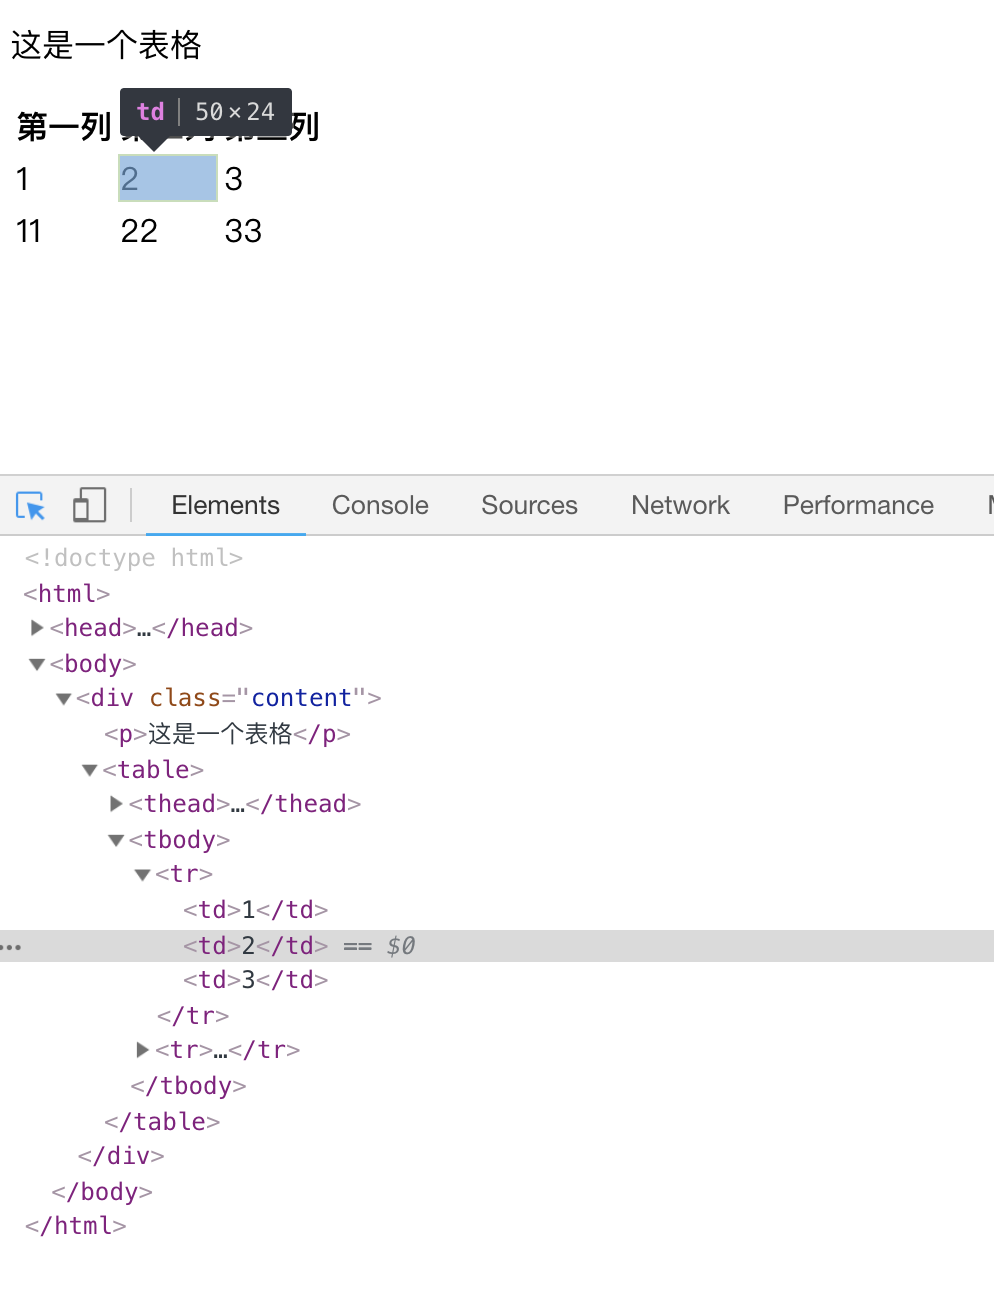 这是一个表格
td 50 × 24
第一列
1 2 3
11 22 33
Elements Console Sources Network Performance
<!doctype html>
<html>
<head>…</head>
<body>
<div class="content">
<p>这是一个表格</p>
<table>
<thead>…</thead>
<tbody>
<tr>
<td>1</td>
<td>2</td> == $0
<td>3</td>
</tr>
<tr>…</tr>
</tbody>
</table>
</div>
</body>
</html>